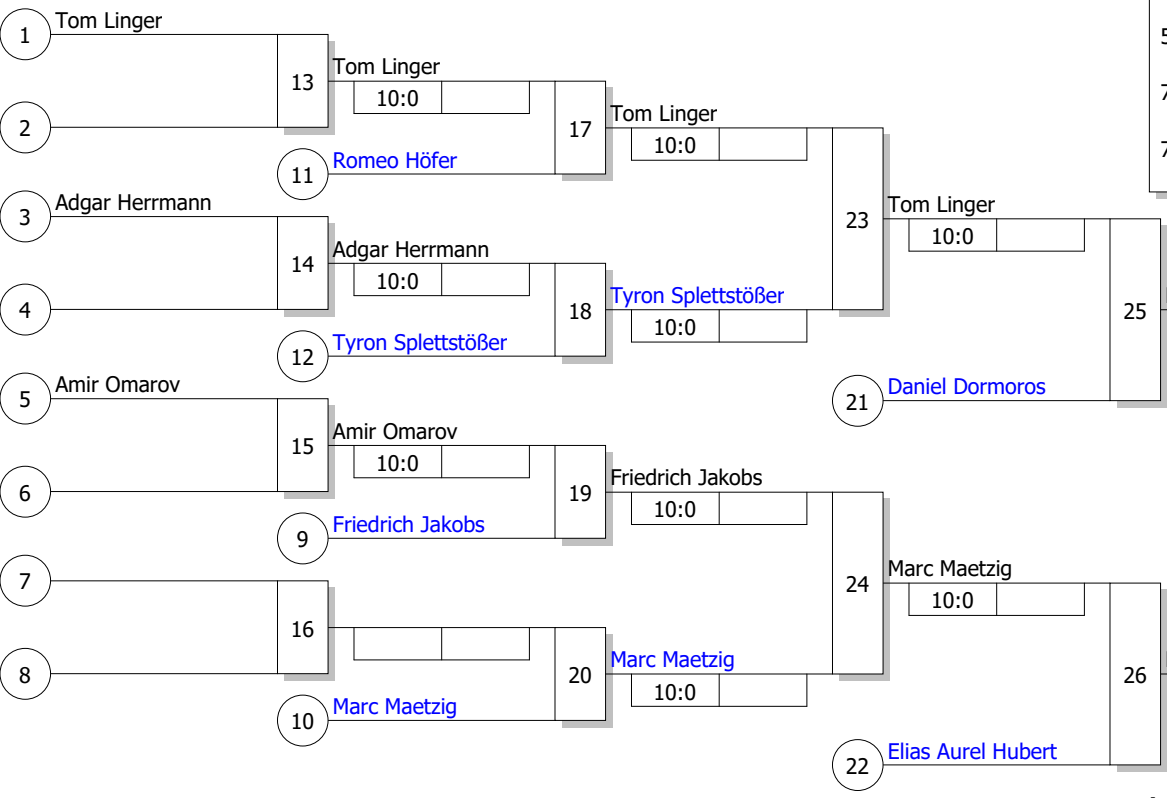 1 Tom Linger
5
13 Tom Linger
10:0
7
2
17 Tom Linger
10:0
7
11 Romeo Höfer
3 Adgar Herrmann
23 Tom Linger
10:0
14 Adgar Herrmann
10:0
4
18 Tyron Splettstößer
10:0
25
12 Tyron Splettstößer
5 Amir Omarov
21 Daniel Dormoros
15 Amir Omarov
10:0
6
19 Friedrich Jakobs
10:0
9 Friedrich Jakobs
7
24 Marc Maetzig
10:0
16
8
20 Marc Maetzig
10:0
26
10 Marc Maetzig
22 Elias Aurel Hubert